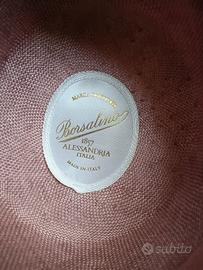 Borsalino
1857
ALESSANDRIA
ITALIA
MADE IN ITALY
subito